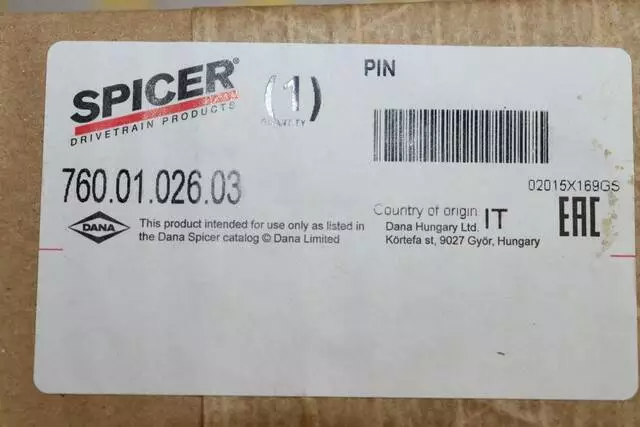 SPICER®
DRIVETRAIN PRODUCTS
(1)
QUANTITY
PIN
760.01.026.03
02015X169GS
DANA
This product intended for use only as listed in
the Dana Spicer catalog © Dana Limited
Country of origin IT
Dana Hungary Ltd.
Körtefa st, 9027 Győr, Hungary
EAC